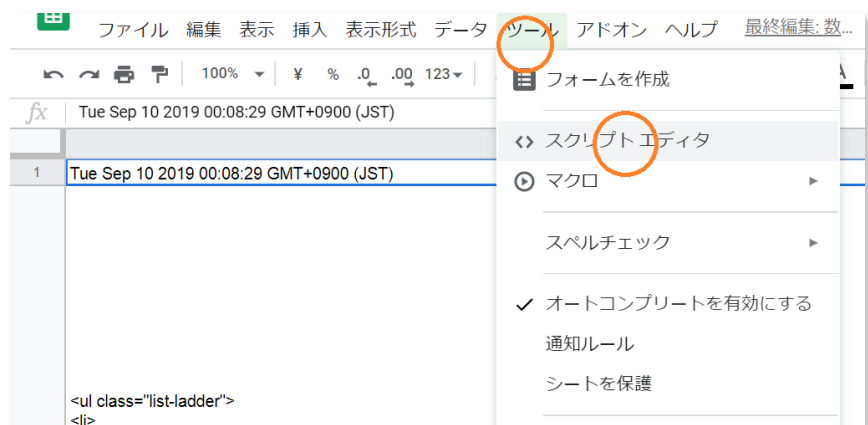 ファイル 編集 表示 挿入 表示形式 データ ツール アドオン ヘルプ 最終編集: 数...
100% ¥ % .0 .00 123
フォームを作成
fx Tue Sep 10 2019 00:08:29 GMT+0900 (JST)
<> スクリプト エディタ
1 Tue Sep 10 2019 00:08:29 GMT+0900 (JST)
マクロ
スペルチェック
オートコンプリートを有効にする
通知ルール
シートを保護
<ul class="list-ladder">
<li>